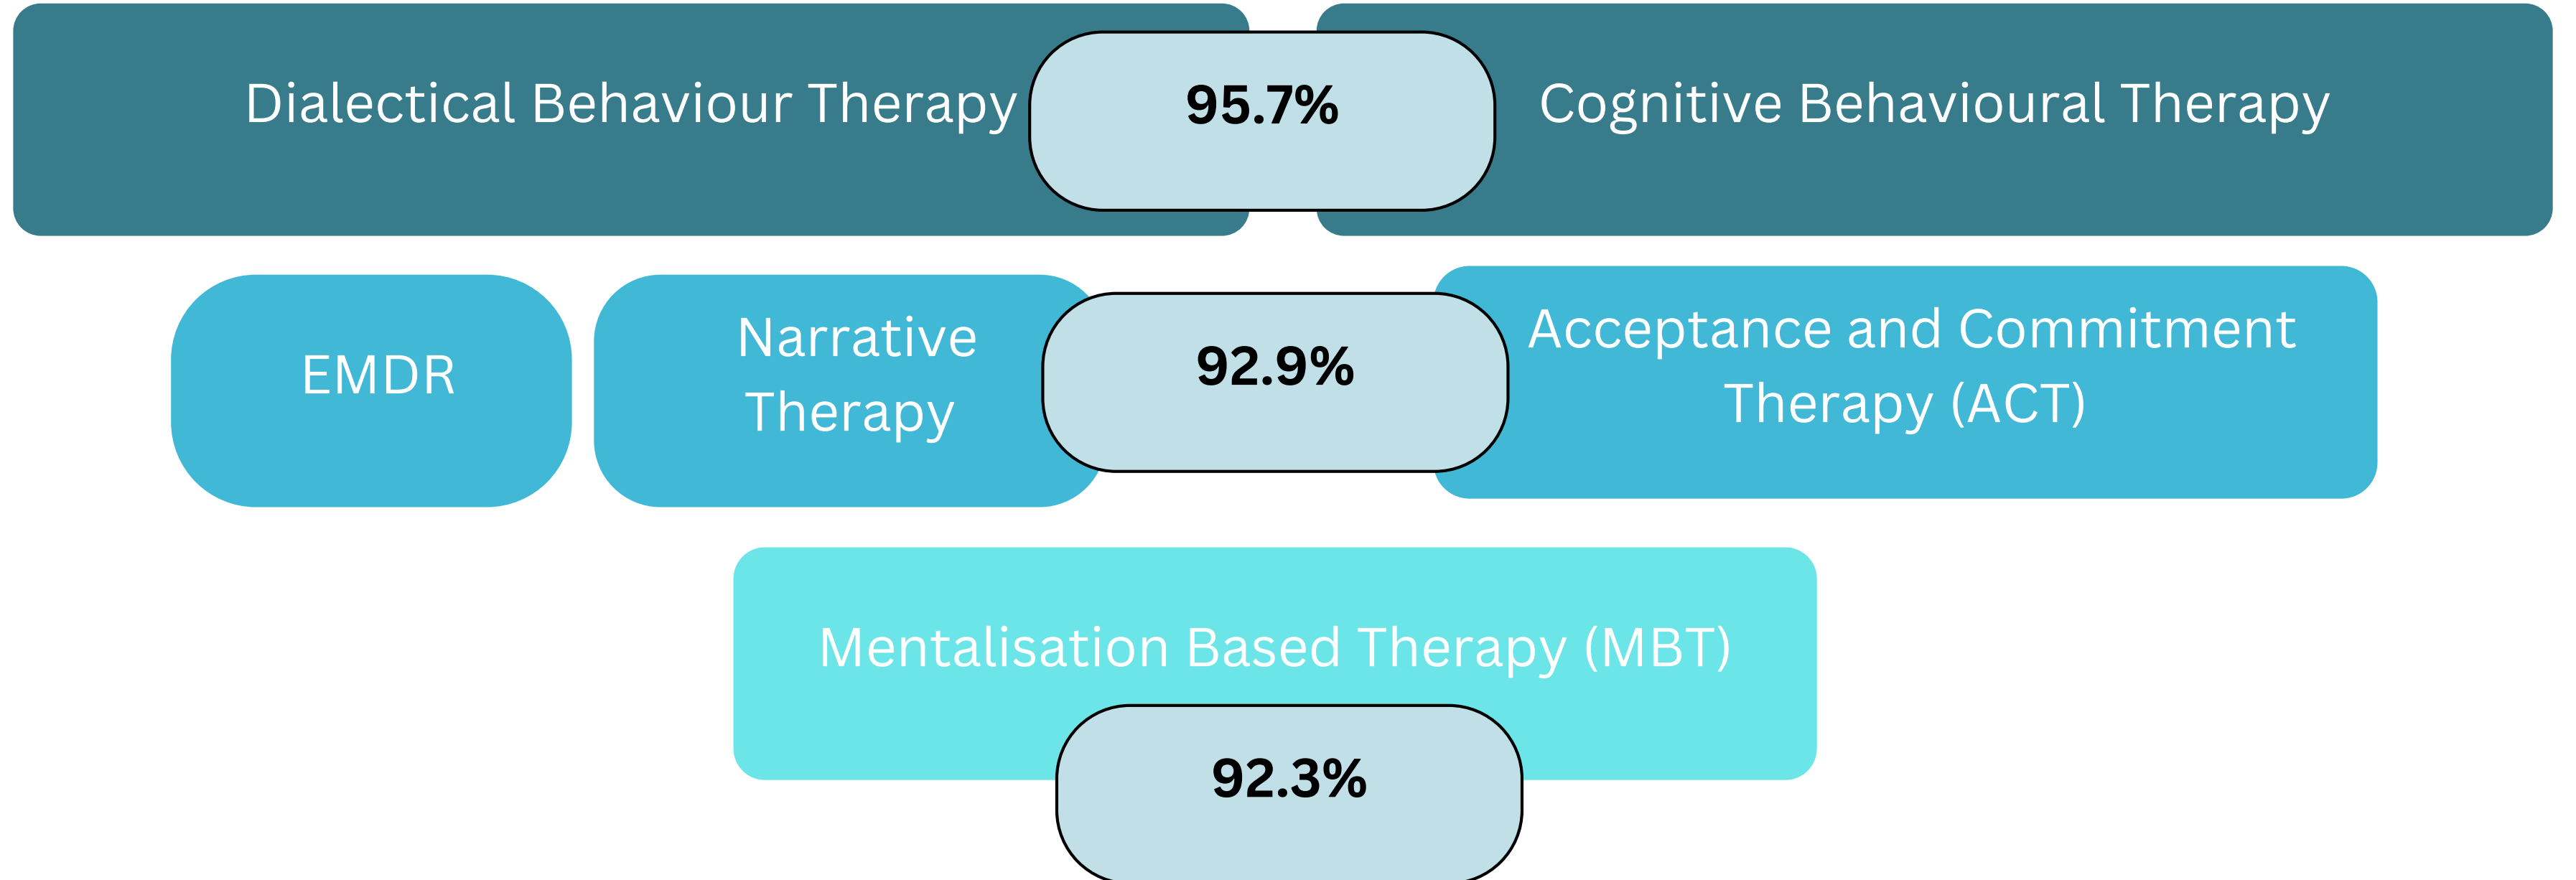 Dialectical Behaviour Therapy
95.7%
Cognitive Behavioural Therapy
EMDR
Narrative
Therapy
92.9%
Acceptance and Commitment
Therapy (ACT)
Mentalisation Based Therapy (MBT)
92.3%